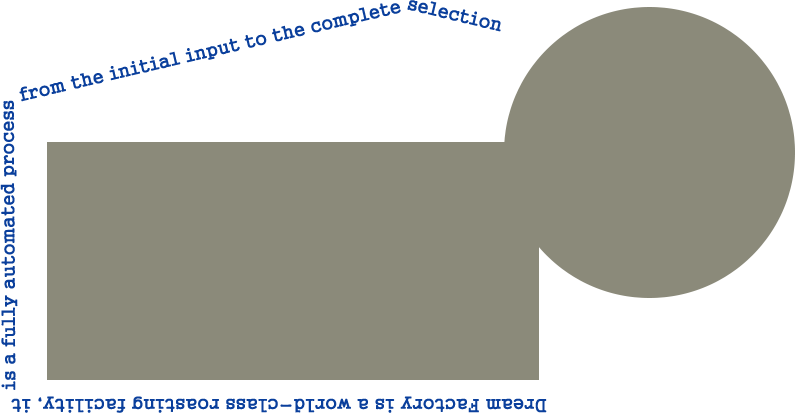 Dream Factory is a world-class roasting facility, it
is a fully automated process
from the initial input to the complete
selection